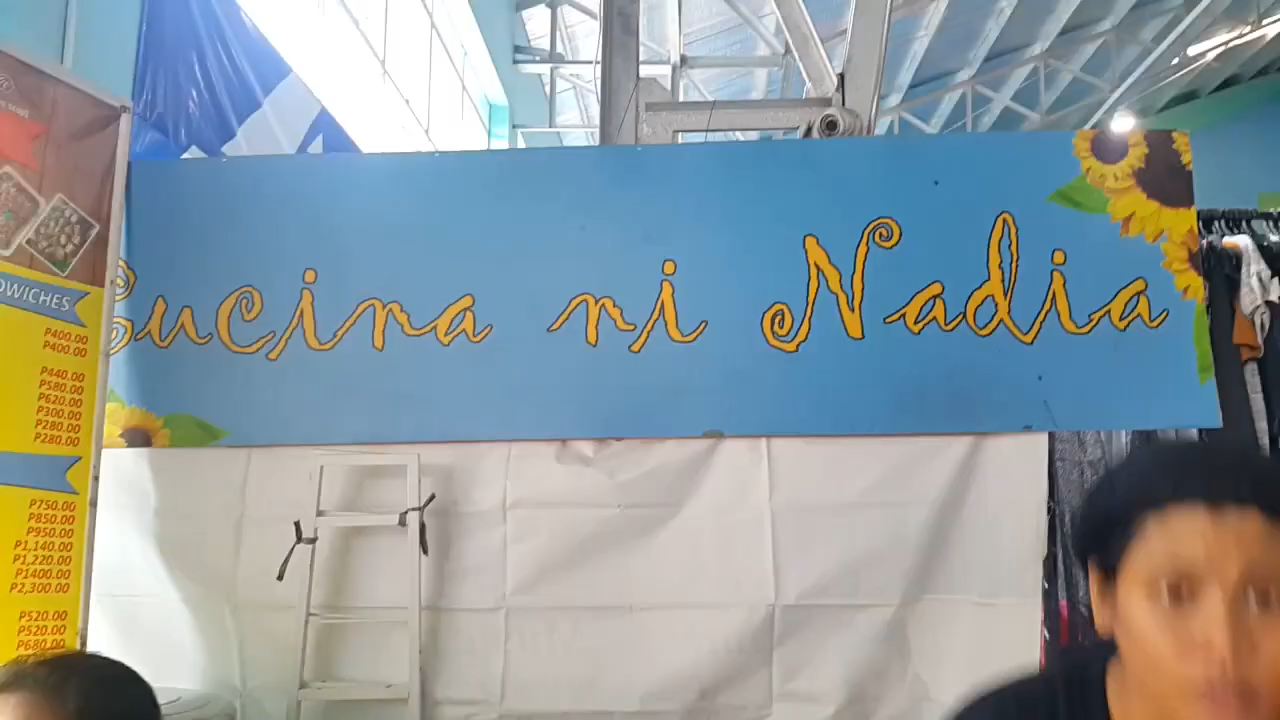 Cucina ni Nadia
DWICHES
P400.00
P400.00
P440.00
P580.00
P620.00
P300.00
P280.00
P280.00
P750.00
P850.00
P950.00
P1,140.00
P1,220.00
P1400.00
P2,300.00
P520.00
P520.00
P680.00